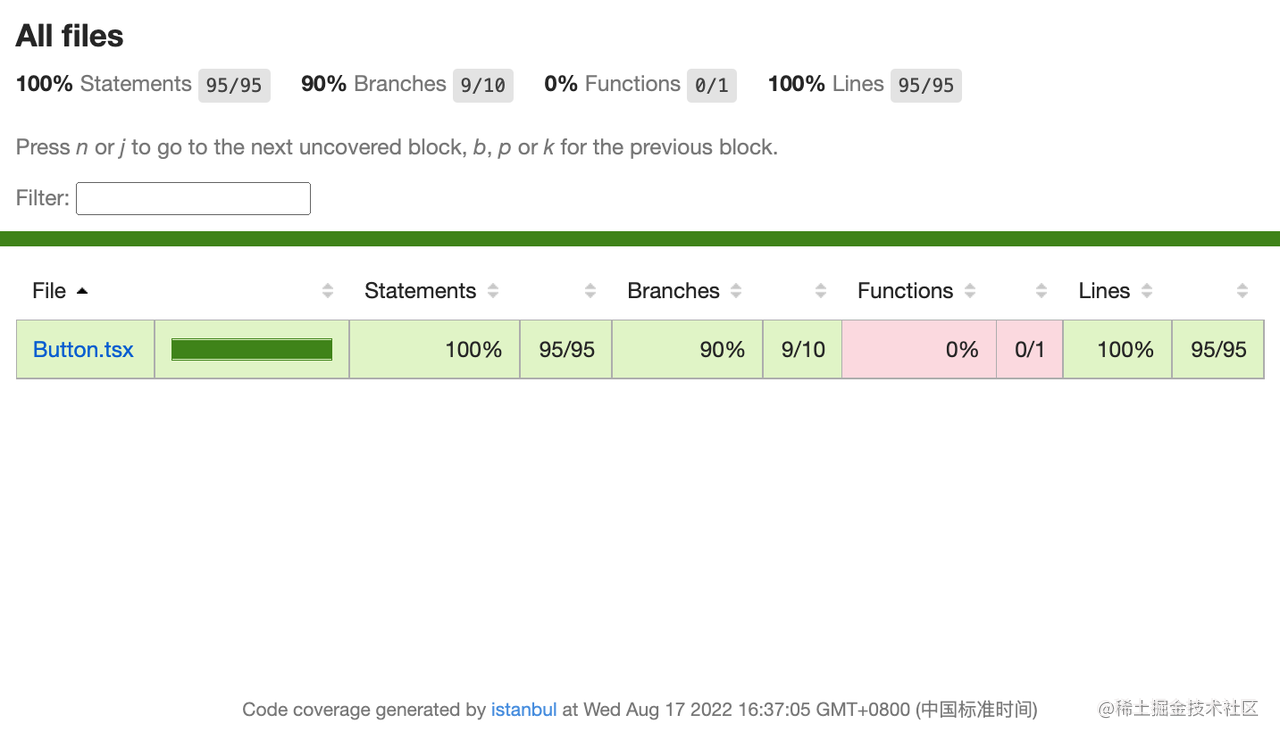 All files
100% Statements 95/95 90% Branches 9/10 0% Functions 0/1 100% Lines 95/95
Press n or j to go to the next uncovered block, b, p or k for the previous block.
Filter:
File Statements Branches Functions Lines
Button.tsx 100% 95/95 90% 9/10 0% 0/1 100% 95/95
Code coverage generated by istanbul at Wed Aug 17 2022 16:37:05 GMT+0800 (中国标准时间)
@稀土掘金技术社区